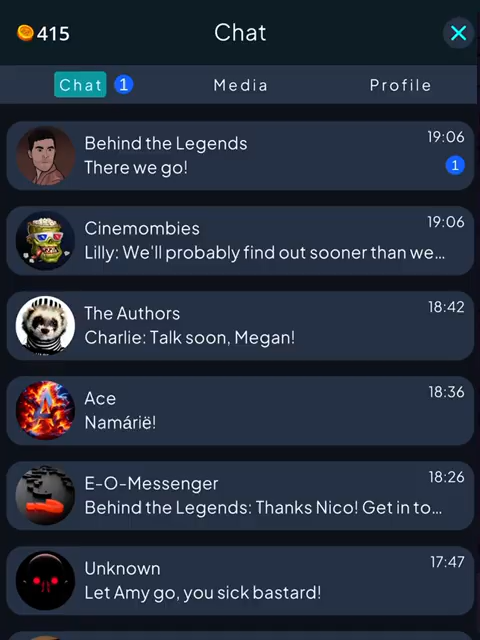 415
Chat
Chat 1
Media
Profile
Behind the Legends
19:06
There we go!
1
Cinemombies
19:06
Lilly: We'll probably find out sooner than we...
The Authors
18:42
Charlie: Talk soon, Megan!
Ace
18:36
Namárië!
E-O-Messenger
18:26
Behind the Legends: Thanks Nico! Get in to...
Unknown
17:47
Let Amy go, you sick bastard!